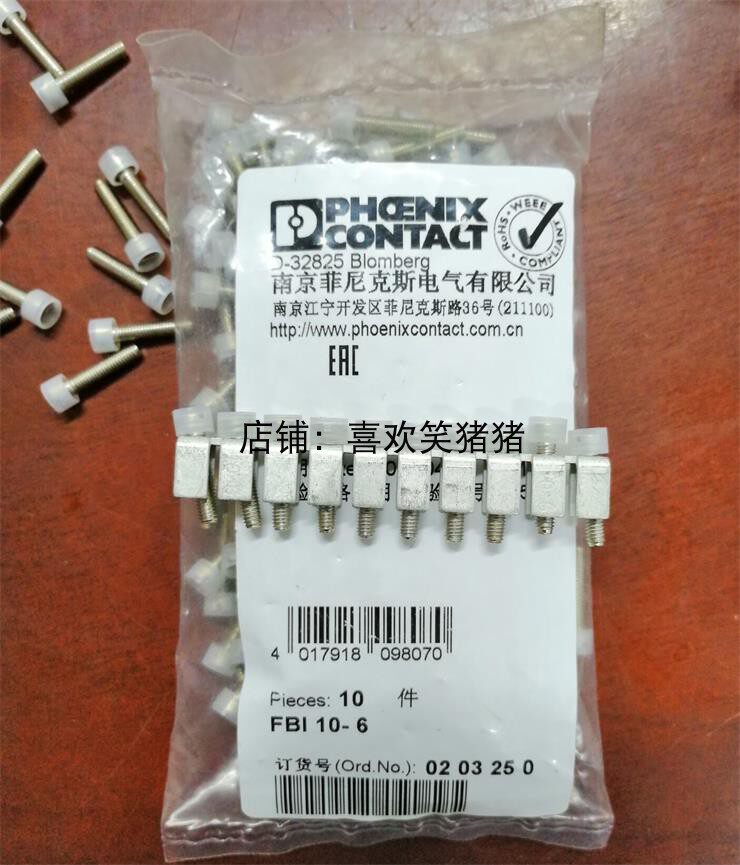 PHŒNIX
CONTACT
WEEE
RoHS
COMPLIANT
D-32825 Blomberg
南京菲尼克斯电气有限公司
南京江宁开发区菲尼克斯路36号(211100)
http://www.phoenixcontact.com.cn
EAC
店铺：喜欢笑猪猪
4 017918 098070
Pieces: 10 件
FBI 10- 6
订货号(Ord.No.): 02 03 25 0